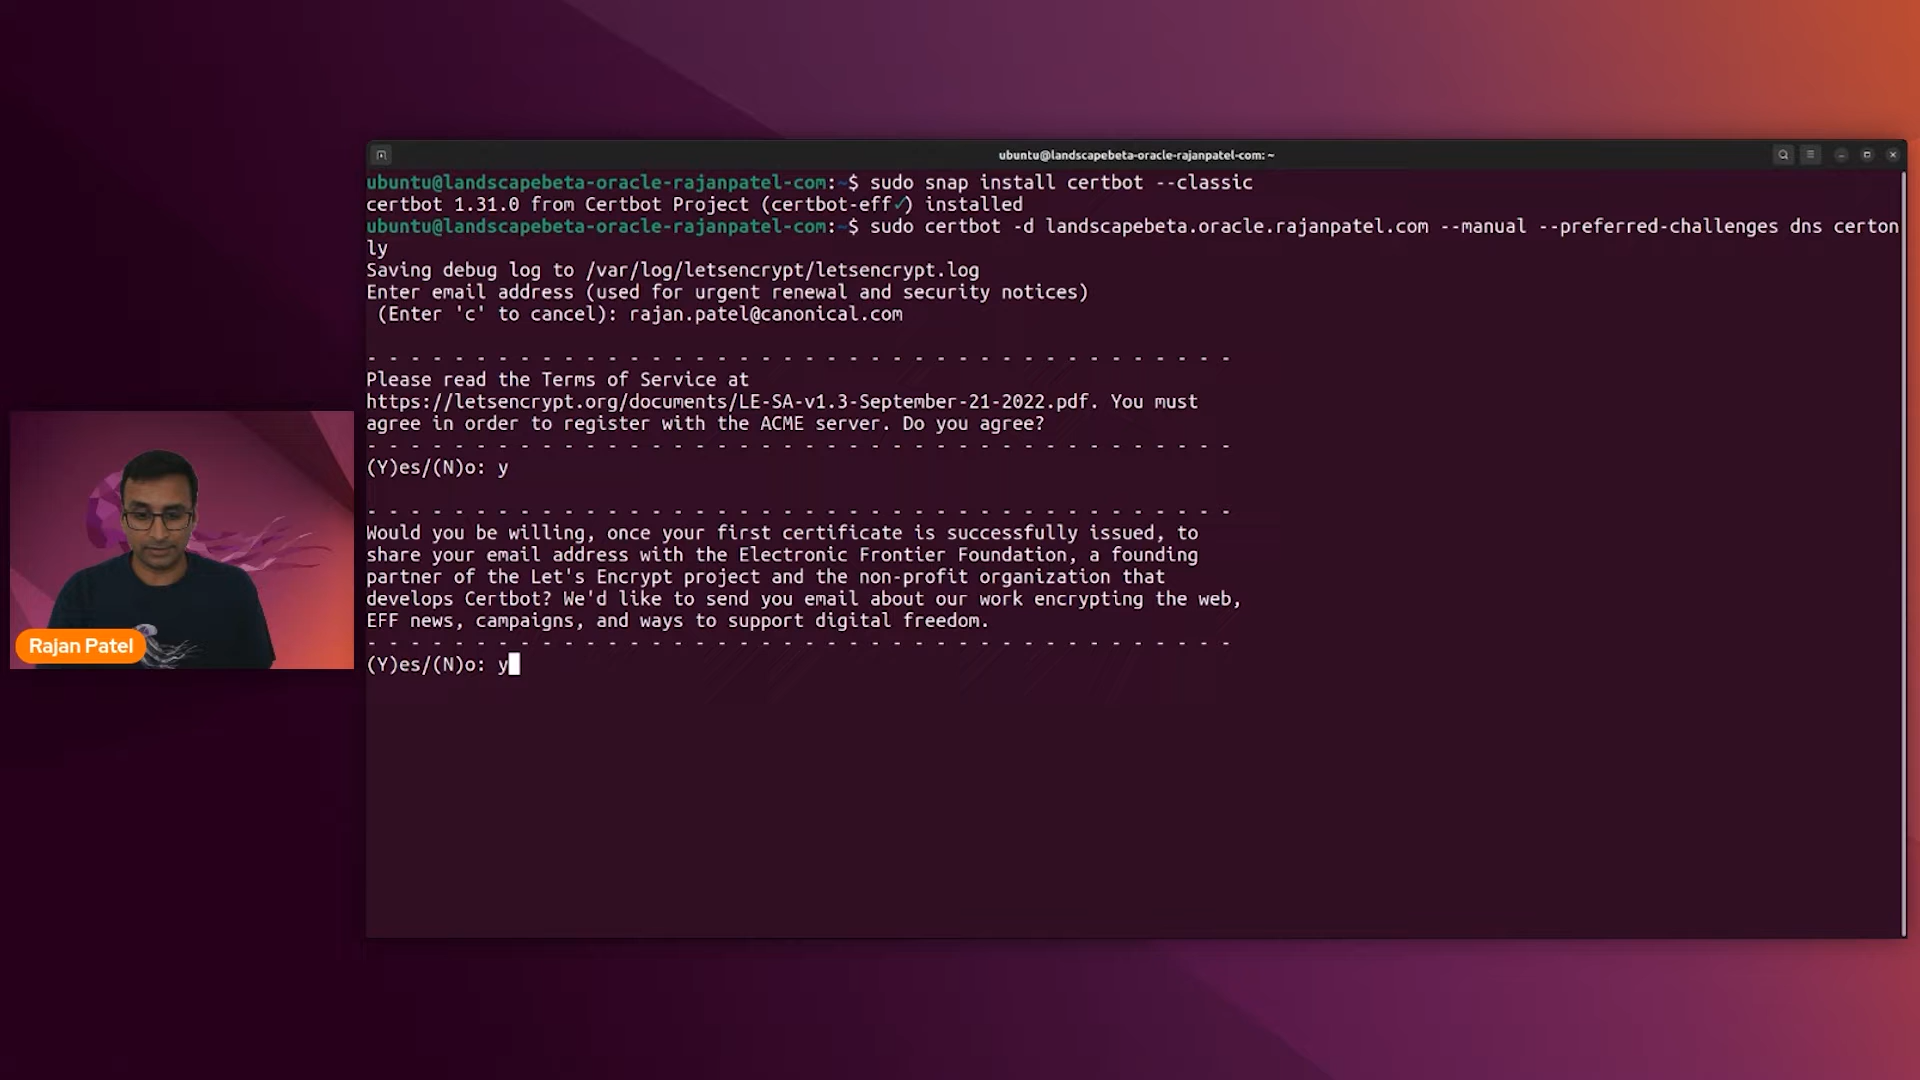 ubuntu@landscapebeta-oracle-rajanpatel-com: ~
ubuntu@landscapebeta-oracle-rajanpatel-com:~$ sudo snap install certbot --classic
certbot 1.31.0 from Certbot Project (certbot-eff✓) installed
ubuntu@landscapebeta-oracle-rajanpatel-com:~$ sudo certbot -d landscapebeta.oracle.rajanpatel.com --manual --preferred-challenges dns certon
ly
Saving debug log to /var/log/letsencrypt/letsencrypt.log
Enter email address (used for urgent renewal and security notices)
 (Enter 'c' to cancel): rajan.patel@canonical.com
- - - - - - - - - - - - - - - - - - - - - - - - - - - - - - - - - - - - - - - -
Please read the Terms of Service at
https://letsencrypt.org/documents/LE-SA-v1.3-September-21-2022.pdf. You must
agree in order to register with the ACME server. Do you agree?
- - - - - - - - - - - - - - - - - - - - - - - - - - - - - - - - - - - - - - - -
(Y)es/(N)o: y
- - - - - - - - - - - - - - - - - - - - - - - - - - - - - - - - - - - - - - - -
Would you be willing, once your first certificate is successfully issued, to
share your email address with the Electronic Frontier Foundation, a founding
partner of the Let's Encrypt project and the non-profit organization that
develops Certbot? We'd like to send you email about our work encrypting the web,
EFF news, campaigns, and ways to support digital freedom.
- - - - - - - - - - - - - - - - - - - - - - - - - - - - - - - - - - - - - - - -
(Y)es/(N)o: y
Rajan Patel